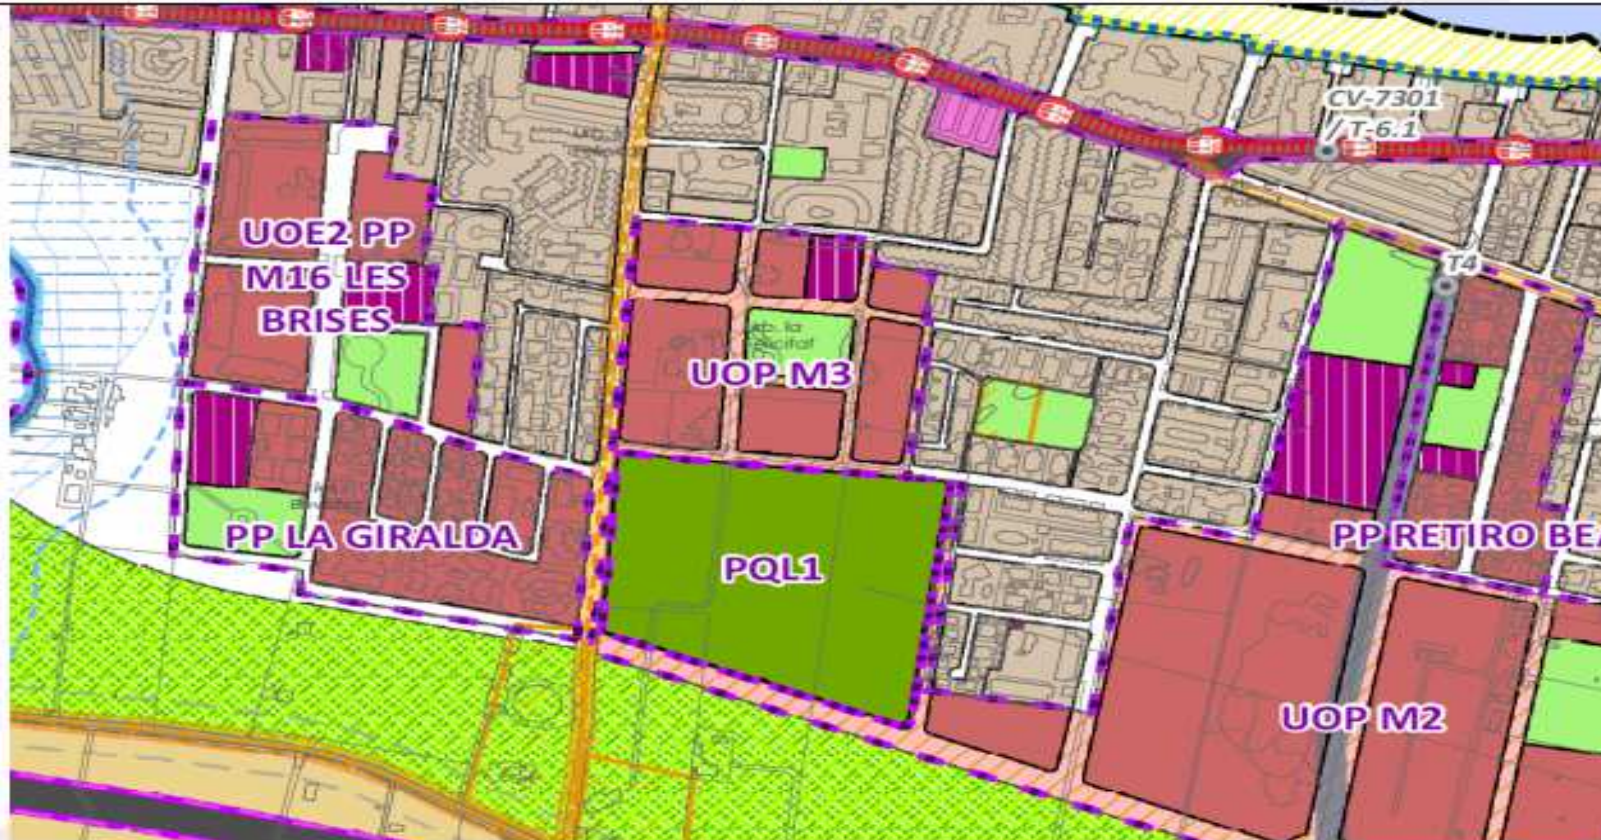 CV-7301
/ T-6.1
UOE2 PP
M16 LES
BRISES
T4
UOP M3
PP LA GIRALDA
PQL1
PP RETIRO BEA
UOP M2